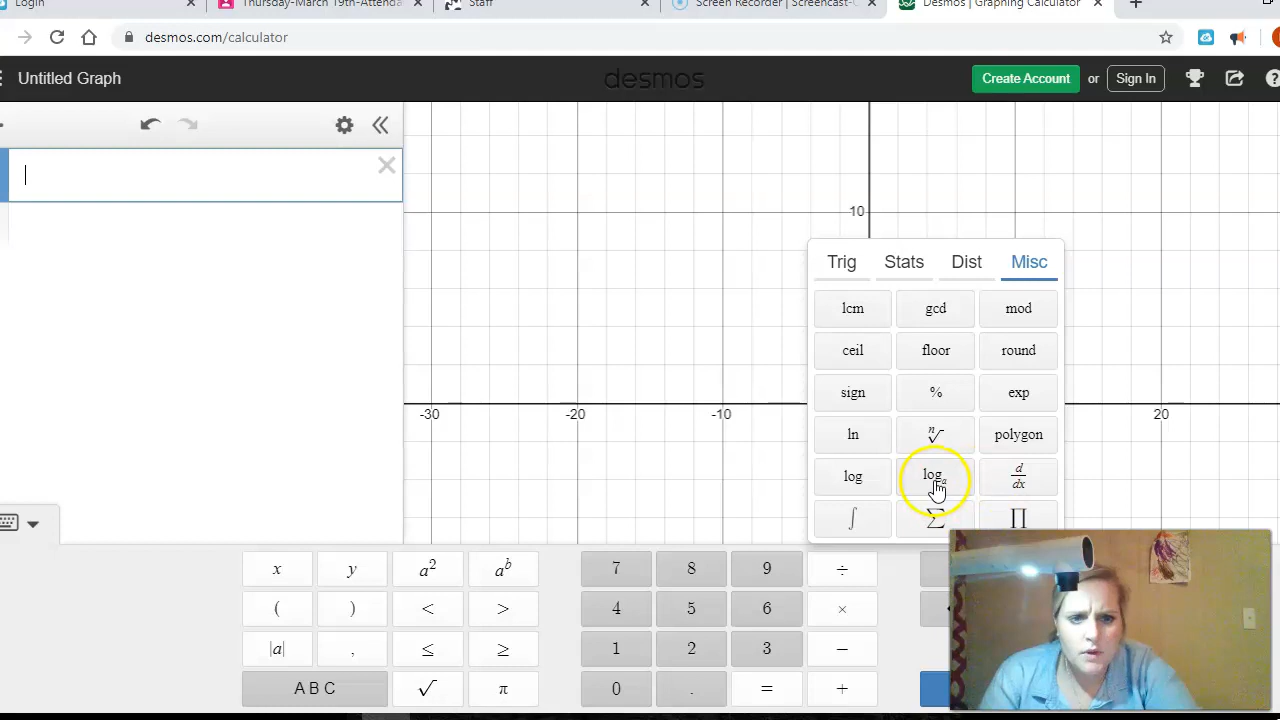 Login
Thursday-March 19th-Attenda
Staff
Screen Recorder | Screencast-O
Desmos | Graphing Calculator
desmos.com/calculator
Untitled Graph
desmos
Create Account or Sign In
10
Trig Stats Dist Misc
lcm gcd mod
ceil floor round
sign % exp
-30 -20 -10 20
ln n√ polygon
log logₐ d/dx
∫ ∑ ∏
x y a² aᵇ 7 8 9 ÷
( ) < > 4 5 6 ×
|a| , ≤ ≥ 1 2 3 −
A B C √ π 0 . = +